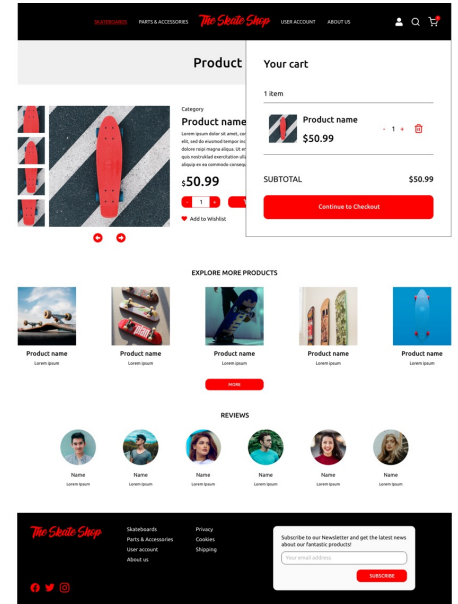 SKATEBOARDS PARTS & ACCESSORIES The Skate Shop USER ACCOUNT ABOUT US
Product
Your cart
1 item
Product name
$50.99
- 1 +
SUBTOTAL $50.99
Continue to Checkout
Category
Product name
Lorem ipsum dolor sit amet, con
elit, sed do eiusmod tempor inc
dolore magna aliqua. Ut en
quis nostrud exercitation ulla
aliquip ex ea commodo consequ
$50.99
- 1 +
Add to Wishlist
EXPLORE MORE PRODUCTS
Product name Product name Product name Product name Product name
Lorem ipsum Lorem ipsum Lorem ipsum Lorem ipsum Lorem ipsum
MORE
REVIEWS
Name Name Name Name Name Name
Lorem ipsum Lorem ipsum Lorem ipsum Lorem ipsum Lorem ipsum Lorem ipsum
The Skate Shop
Skateboards
Parts & Accessories
User account
About us
Privacy
Cookies
Shipping
Subscribe to our Newsletter and get the latest news
about our fantastic products!
Your email address
SUBSCRIBE